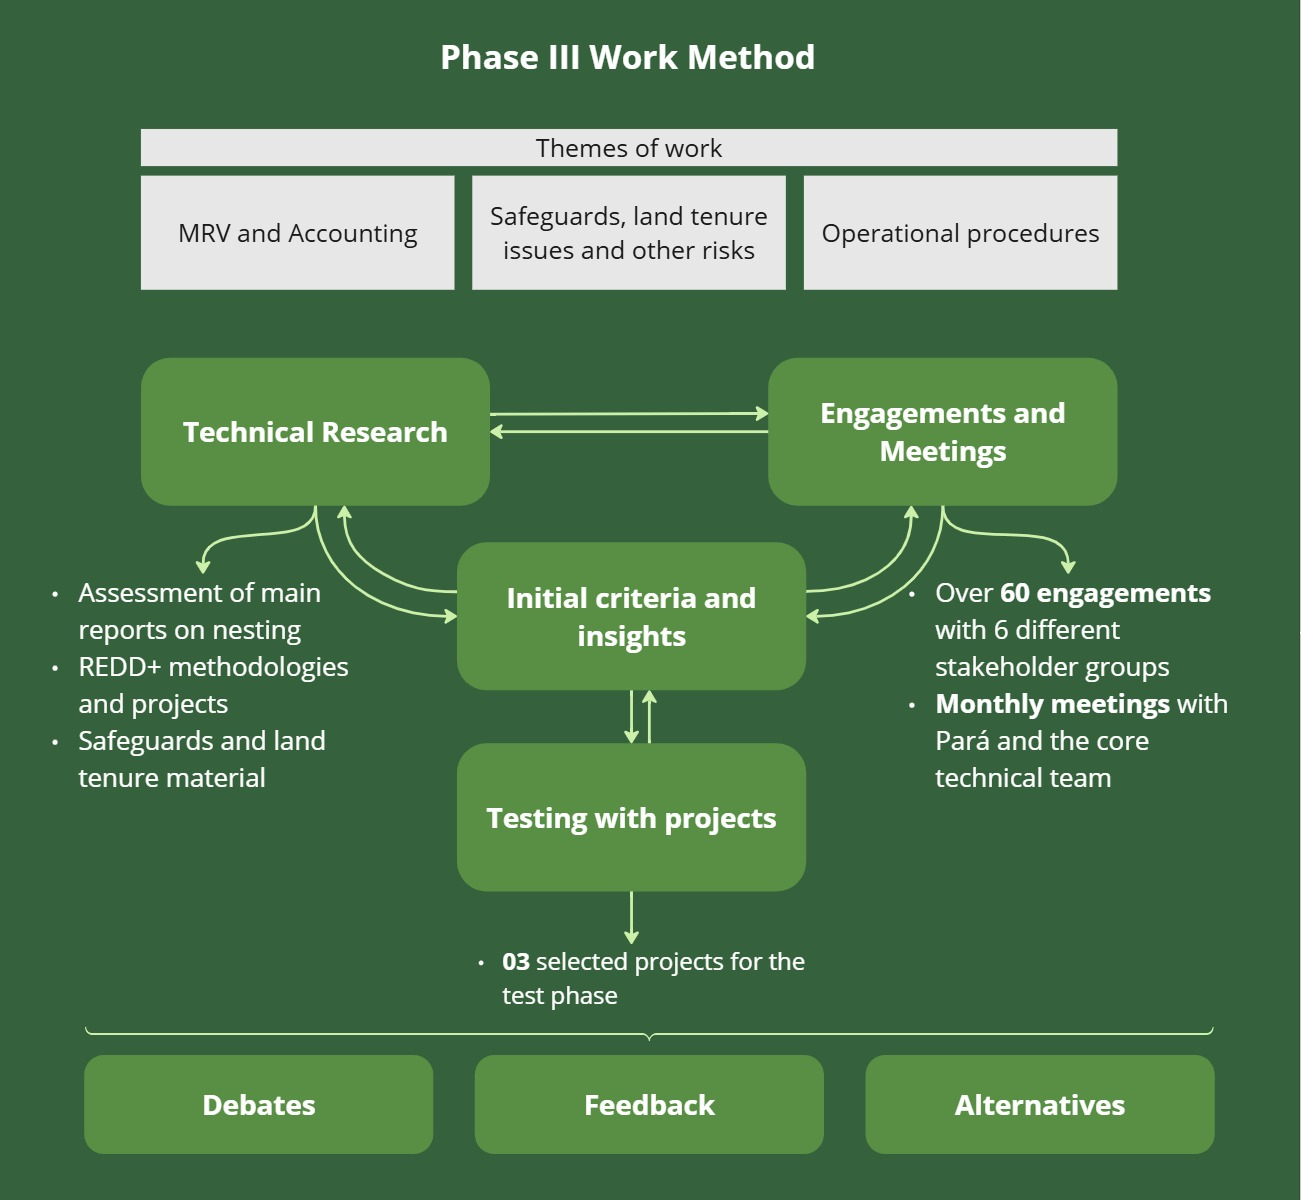 Phase III Work Method
Themes of work
MRV and Accounting
Safeguards, land tenure
issues and other risks
Operational procedures
Technical Research
Engagements and
Meetings
Initial criteria and
insights
• Assessment of main
reports on nesting
• REDD+ methodologies
and projects
• Safeguards and land
tenure material
• Over 60 engagements
with 6 different
stakeholder groups
• Monthly meetings with
Pará and the core
technical team
Testing with projects
• 03 selected projects for the
test phase
Debates
Feedback
Alternatives